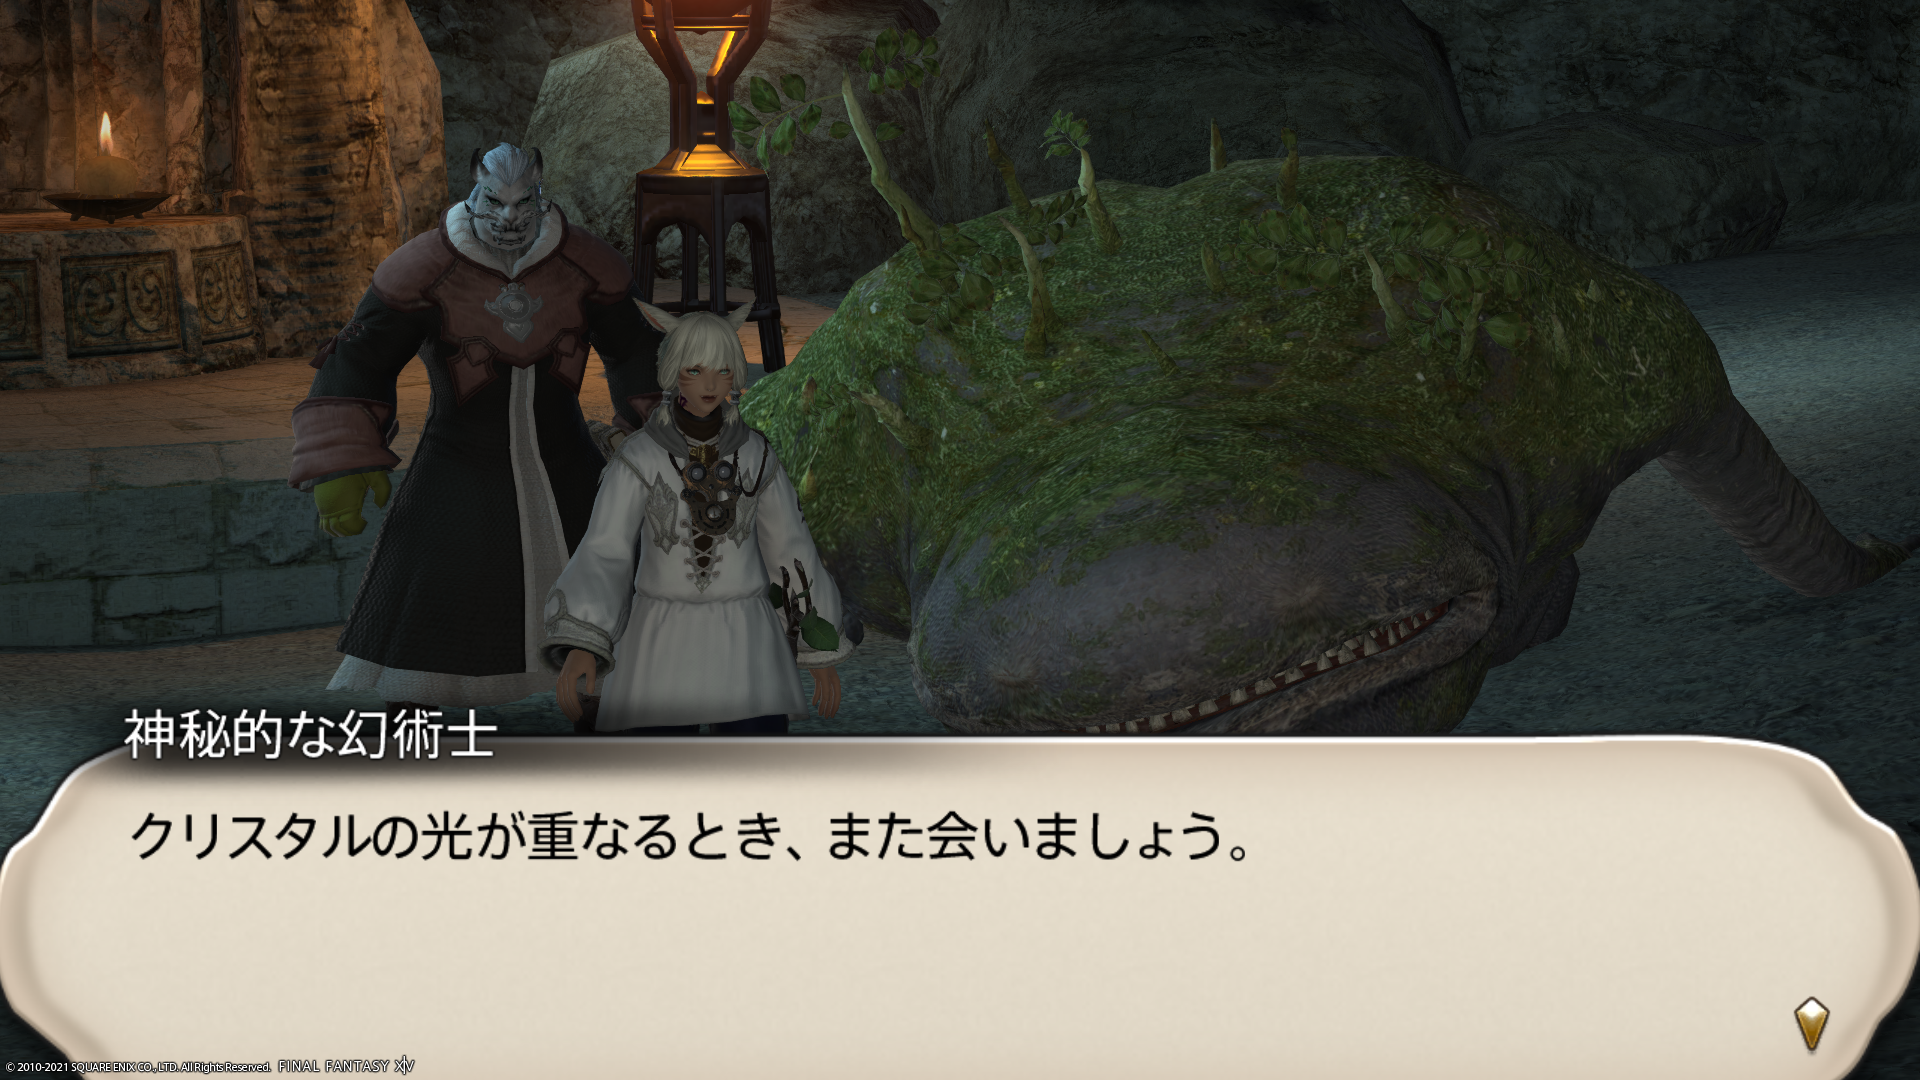 神秘的な幻術士
クリスタルの光が重なるとき、また会いましょう。
© 2010-2021 SQUARE ENIX CO., LTD. All Rights Reserved. FINAL FANTASY XIV